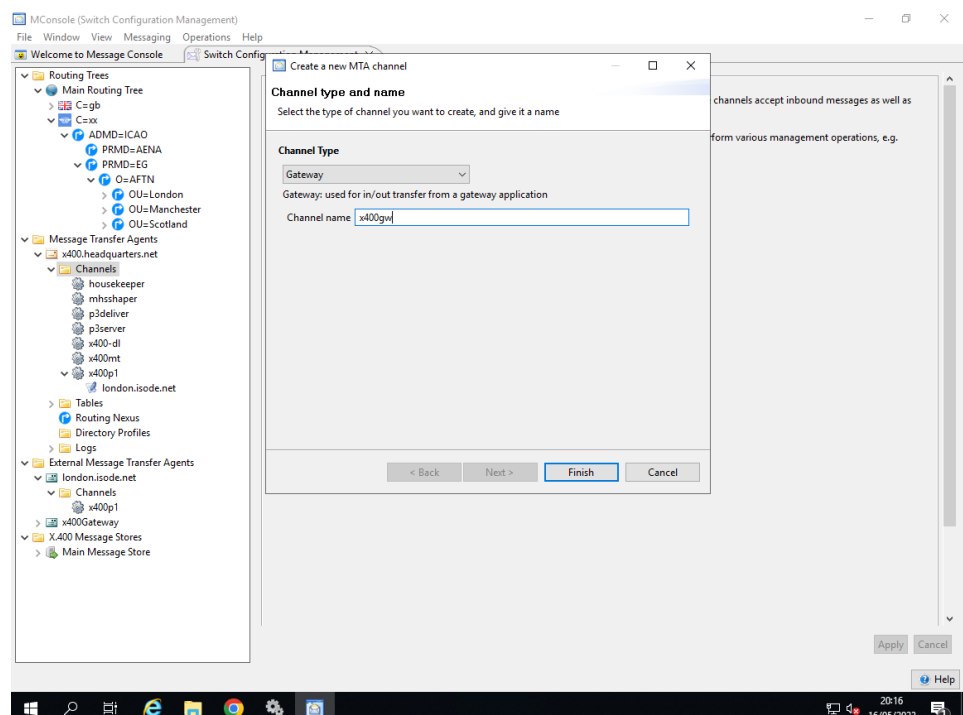 MConsole (Switch Configuration Management)
File Window View Messaging Operations Help
Welcome to Message Console
Switch Config
Routing Trees
Main Routing Tree
C=gb
C=xx
ADMD=ICAO
PRMD=AENA
PRMD=EG
O=AFTN
OU=London
OU=Manchester
OU=Scotland
Message Transfer Agents
x400.headquarters.net
Channels
housekeeper
mhsshaper
p3deliver
p3server
x400-dl
x400mt
x400p1
london.isode.net
Tables
Routing Nexus
Directory Profiles
Logs
External Message Transfer Agents
london.isode.net
Channels
x400p1
x400Gateway
X.400 Message Stores
Main Message Store
Create a new MTA channel
Channel type and name
Select the type of channel you want to create, and give it a name
Channel Type
Gateway
Gateway: used for in/out transfer from a gateway application
Channel name x400gw
< Back Next > Finish Cancel
channels accept inbound messages as well as
form various management operations, e.g.
Apply Cancel
Help
20:16